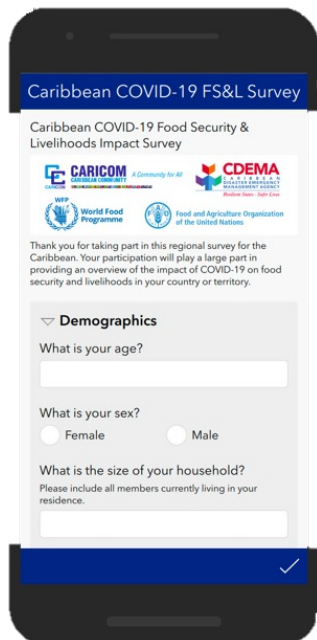 Caribbean COVID-19 FS&L Survey
Caribbean COVID-19 Food Security &
Livelihoods Impact Survey
CARICOM
CARIBBEAN COMMUNITY
A Community for All
CARICOM
CDEMA
CARIBBEAN
DISASTER EMERGENCY
MANAGEMENT AGENCY
Resilient States - Safer Lives
WFP
World Food
Programme
Food and Agriculture Organization
of the United Nations
Thank you for taking part in this regional survey for the
Caribbean. Your participation will play a large part in
providing an overview of the impact of COVID-19 on food
security and livelihoods in your country or territory.
Demographics
What is your age?
What is your sex?
Female Male
What is the size of your household?
Please include all members currently living in your
residence.